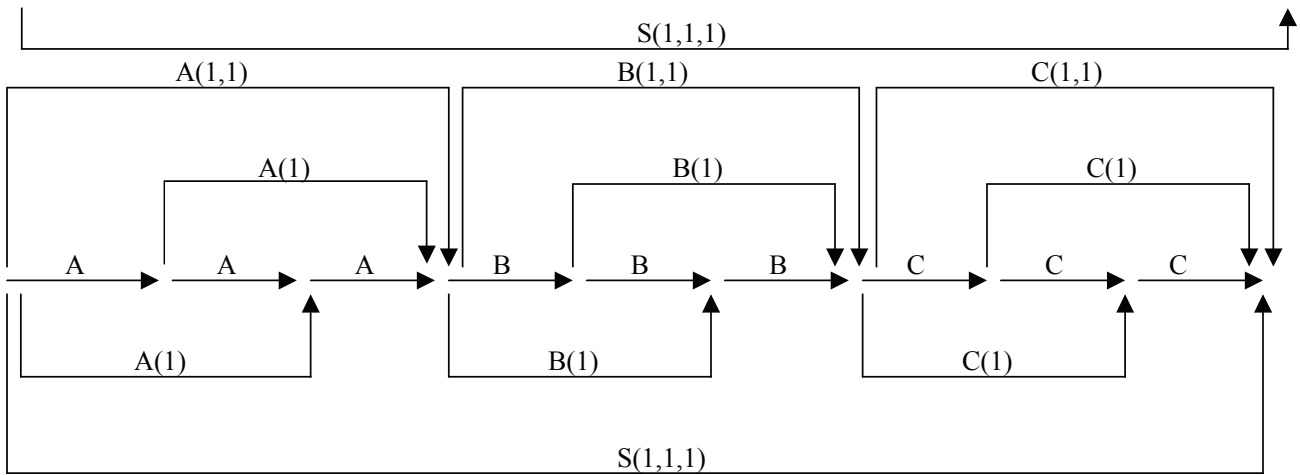 S(1,1,1)
A(1,1) B(1,1) C(1,1)
A(1) B(1) C(1)
A A A B B B C C C
A(1) B(1) C(1)
S(1,1,1)